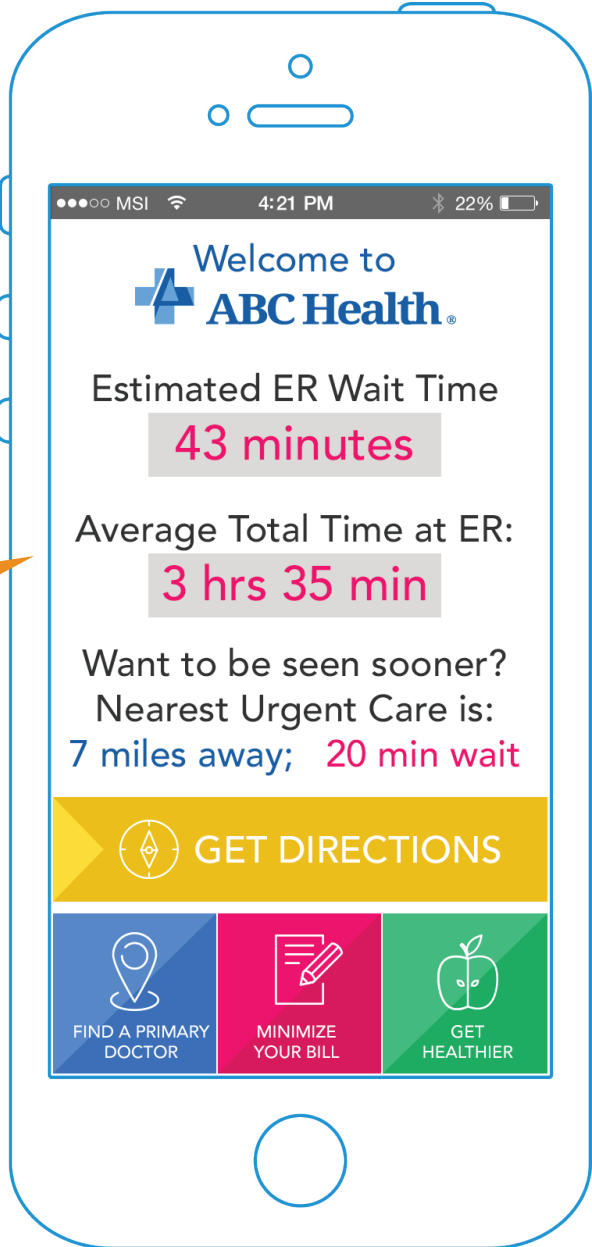 MSI 4:21 PM 22%
Welcome to
ABC Health®
Estimated ER Wait Time
43 minutes
Average Total Time at ER:
3 hrs 35 min
Want to be seen sooner?
Nearest Urgent Care is:
7 miles away; 20 min wait
GET DIRECTIONS
FIND A PRIMARY
DOCTOR
MINIMIZE
YOUR BILL
GET
HEALTHIER